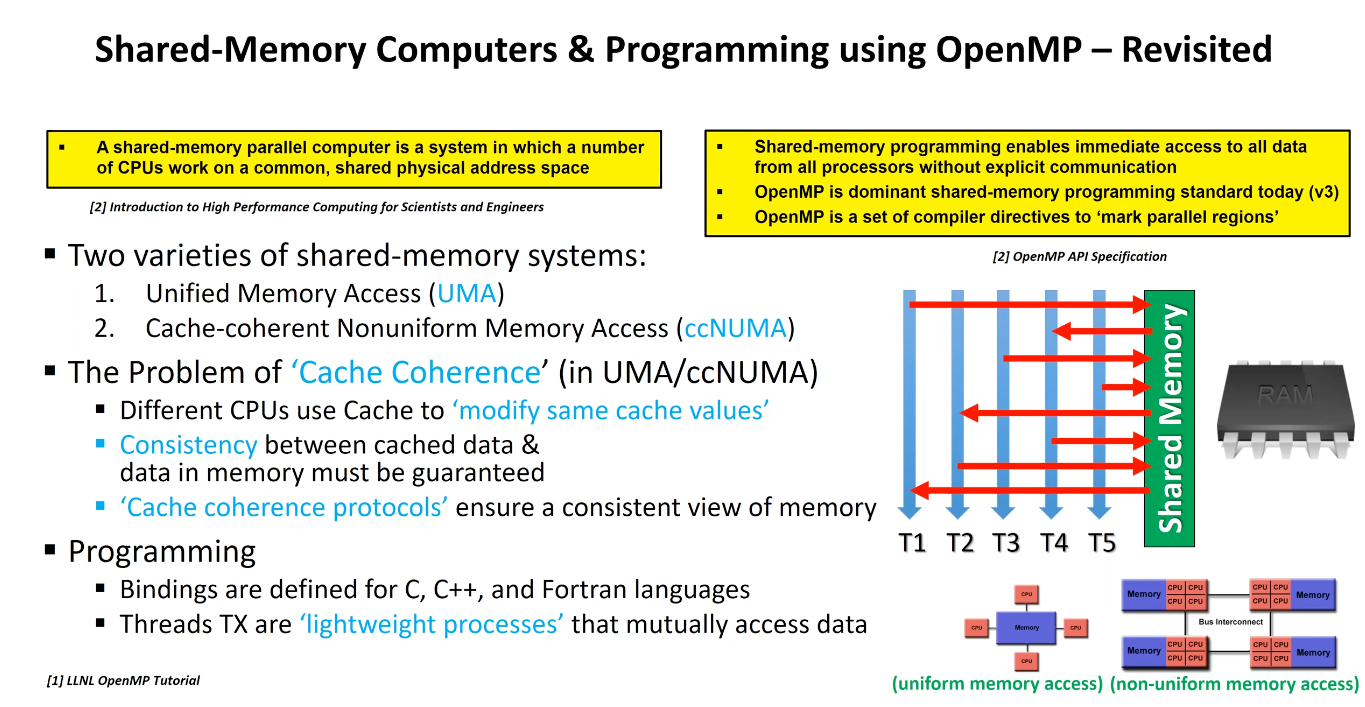 Shared-Memory Computers & Programming using OpenMP – Revisited
▪ A shared-memory parallel computer is a system in which a number
of CPUs work on a common, shared physical address space
[2] Introduction to High Performance Computing for Scientists and Engineers
▪ Shared-memory programming enables immediate access to all data
from all processors without explicit communication
▪ OpenMP is dominant shared-memory programming standard today (v3)
▪ OpenMP is a set of compiler directives to ‘mark parallel regions’
[2] OpenMP API Specification
▪ Two varieties of shared-memory systems:
1. Unified Memory Access (UMA)
2. Cache-coherent Nonuniform Memory Access (ccNUMA)
▪ The Problem of ‘Cache Coherence’ (in UMA/ccNUMA)
▪ Different CPUs use Cache to ‘modify same cache values’
▪ Consistency between cached data &
data in memory must be guaranteed
▪ ‘Cache coherence protocols’ ensure a consistent view of memory
▪ Programming
▪ Bindings are defined for C, C++, and Fortran languages
▪ Threads TX are ‘lightweight processes’ that mutually access data
[1] LLNL OpenMP Tutorial
Shared Memory
T1 T2 T3 T4 T5
RAM
CPU
CPU Memory CPU
CPU
(uniform memory access)
Memory CPU CPU CPU CPU Memory
CPU CPU CPU CPU
Bus Interconnect
Memory CPU CPU CPU CPU Memory
CPU CPU CPU CPU
(non-uniform memory access)